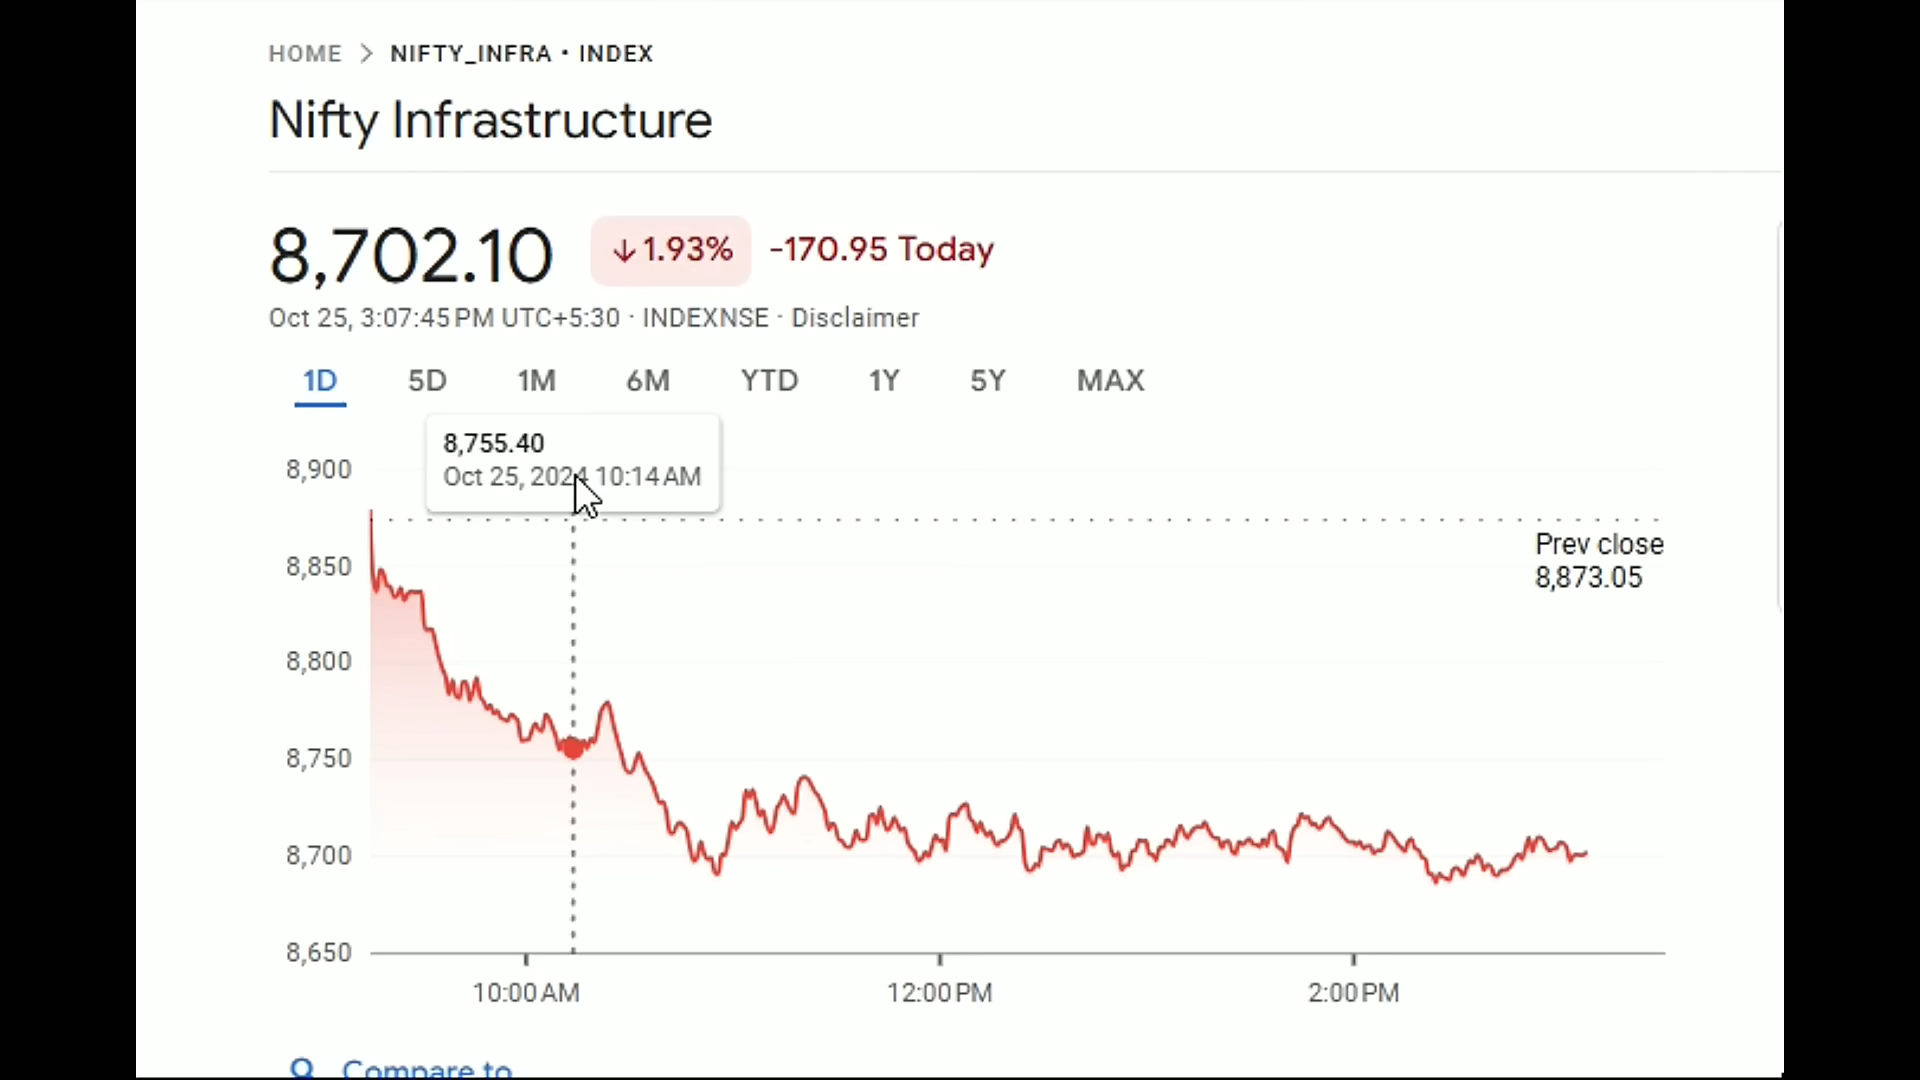 HOME > NIFTY_INFRA • INDEX
Nifty Infrastructure
8,702.10 ↓1.93% -170.95 Today
Oct 25, 3:07:45 PM UTC+5:30 · INDEXNSE · Disclaimer
1D 5D 1M 6M YTD 1Y 5Y MAX
8,755.40
Oct 25, 2024 10:14 AM
8,900
Prev close
8,873.05
8,850
8,800
8,750
8,700
8,650
10:00 AM 12:00 PM 2:00 PM
Compare to